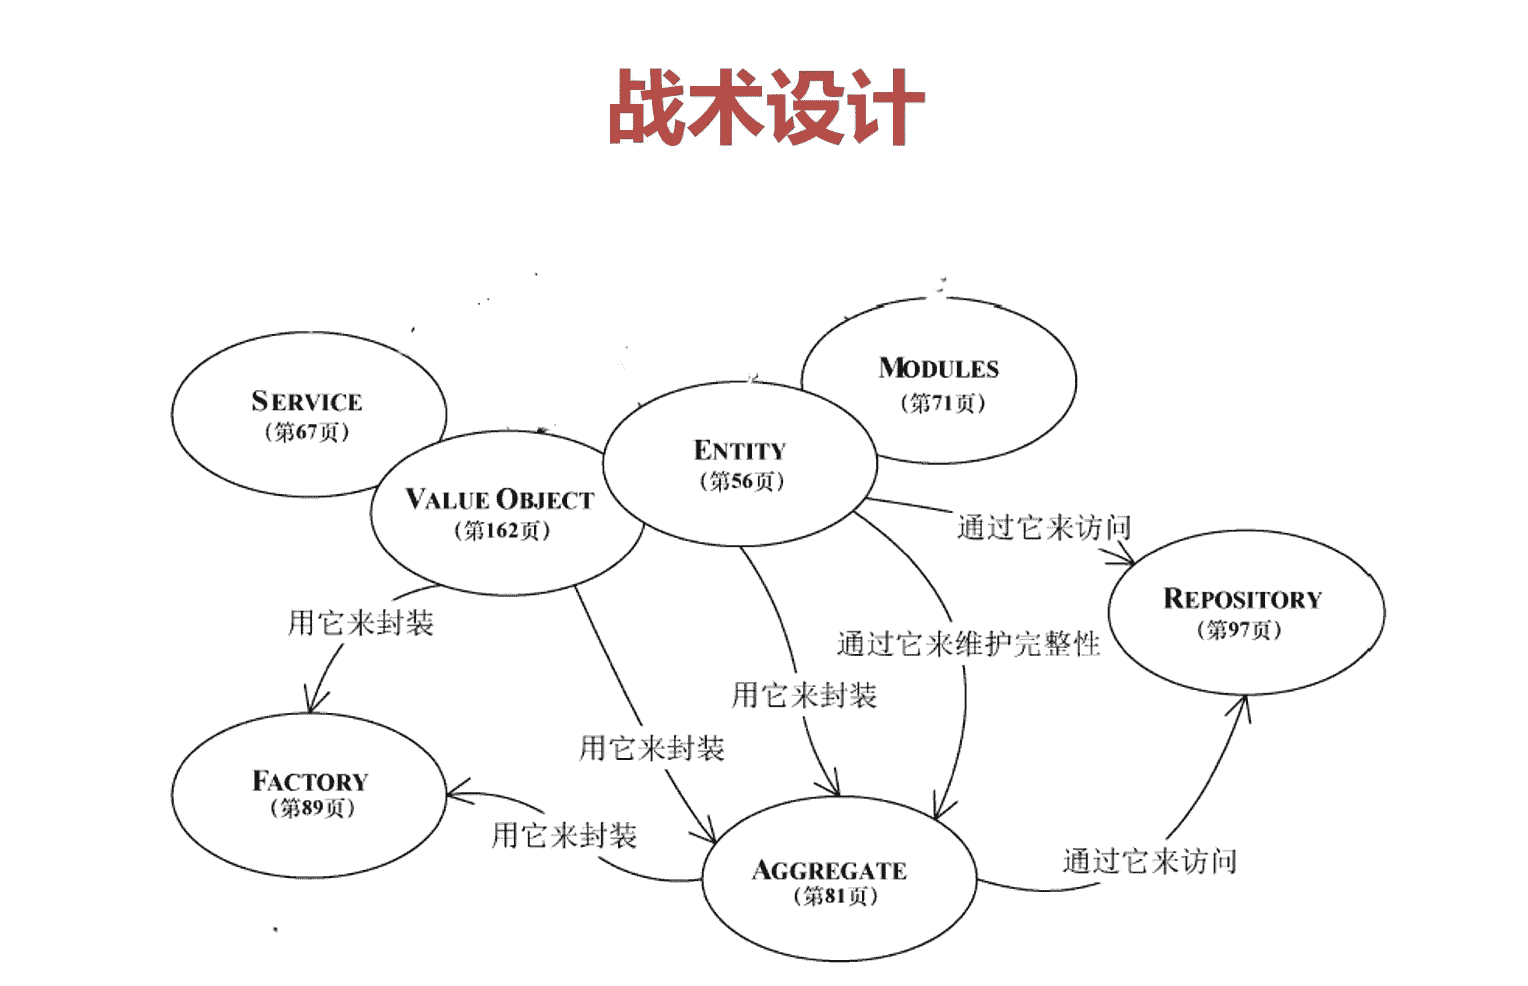 战术设计
MODULES
(第71页)
SERVICE
(第67页)
ENTITY
(第56页)
VALUE OBJECT
(第162页)
通过它来访问
REPOSITORY
(第97页)
用它来封装
通过它来维护完整性
用它来封装
用它来封装
FACTORY
(第89页)
用它来封装
AGGREGATE
(第81页)
通过它来访问